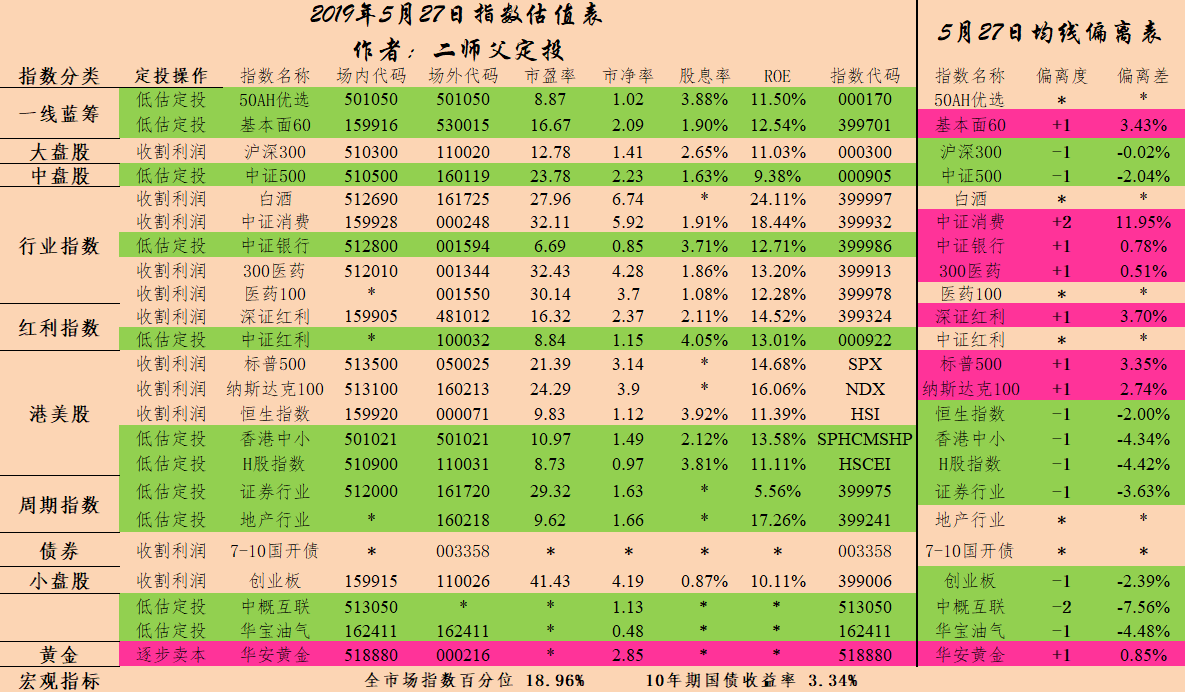 2019年5月27日指数估值表
作者：二师父定投
5月27日均线偏离表
指数分类 定投操作 指数名称 场内代码 场外代码 市盈率 市净率 股息率 ROE 指数代码 指数名称 偏离度 偏离差
一线蓝筹 低估定投 50AH优选 501050 501050 8.87 1.02 3.88% 11.50% 000170 50AH优选 * *
低估定投 基本面60 159916 530015 16.67 2.09 1.90% 12.54% 399701 基本面60 +1 3.43%
大盘股 收割利润 沪深300 510300 110020 12.78 1.41 2.65% 11.03% 000300 沪深300 -1 -0.02%
中盘股 低估定投 中证500 510500 160119 23.78 2.23 1.63% 9.38% 000905 中证500 -1 -2.04%
行业指数 收割利润 白酒 512690 161725 27.96 6.74 * 24.11% 399997 白酒 * *
收割利润 中证消费 159928 000248 32.11 5.92 1.91% 18.44% 399932 中证消费 +2 11.95%
低估定投 中证银行 512800 001594 6.69 0.85 3.71% 12.71% 399986 中证银行 +1 0.78%
收割利润 300医药 512010 001344 32.43 4.28 1.86% 13.20% 399913 300医药 +1 0.51%
收割利润 医药100 * 001550 30.14 3.7 1.08% 12.28% 399978 医药100 * *
红利指数 收割利润 深证红利 159905 481012 16.32 2.37 2.11% 14.52% 399324 深证红利 +1 3.70%
低估定投 中证红利 * 100032 8.84 1.15 4.05% 13.01% 000922 中证红利 * *
港美股 收割利润 标普500 513500 050025 21.39 3.14 * 14.68% SPX 标普500 +1 3.35%
收割利润 纳斯达克100 513100 160213 24.29 3.9 * 16.06% NDX 纳斯达克100 +1 2.74%
收割利润 恒生指数 159920 000071 9.83 1.12 3.92% 11.39% HSI 恒生指数 -1 -2.00%
低估定投 香港中小 501021 501021 10.97 1.49 2.12% 13.58% SPHCMSHP 香港中小 -1 -4.34%
低估定投 H股指数 510900 110031 8.73 0.97 3.81% 11.11% HSCEI H股指数 -1 -4.42%
周期指数 低估定投 证券行业 512000 161720 29.32 1.63 * 5.56% 399975 证券行业 -1 -3.63%
低估定投 地产行业 * 160218 9.62 1.66 * 17.26% 399241 地产行业 * *
债券 收割利润 7-10国开债 * 003358 * * * * 003358 7-10国开债 * *
小盘股 收割利润 创业板 159915 110026 41.43 4.19 0.87% 10.11% 399006 创业板 -1 -2.39%
低估定投 中概互联 513050 * * 1.13 * * 513050 中概互联 -2 -7.56%
低估定投 华宝油气 162411 162411 * 0.48 * * 162411 华宝油气 -1 -4.48%
黄金 逐步卖本 华安黄金 518880 000216 * 2.85 * * 518880 华安黄金 +1 0.85%
宏观指标 全市场指数百分位 18.96% 10年期国债收益率 3.34%